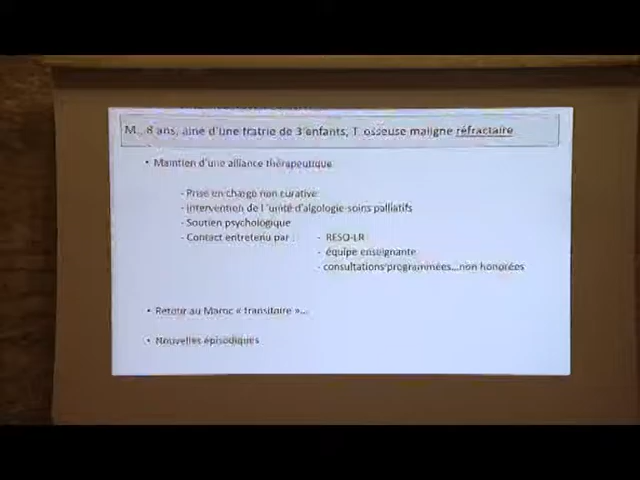 M., 8 ans, ainé d'une fratrie de 3 enfants, T osseuse maligne réfractaire
• Maintien d'une alliance thérapeutique
- Prise en charge non curative
- Intervention de l'unité d'algologie-soins palliatifs
- Soutien psychologique
- Contact entretenu par : - RESO-LR
- équipe enseignante
- consultations programmées...non honorées
• Retour au Maroc « transitoire »...
• Nouvelles épisodiques